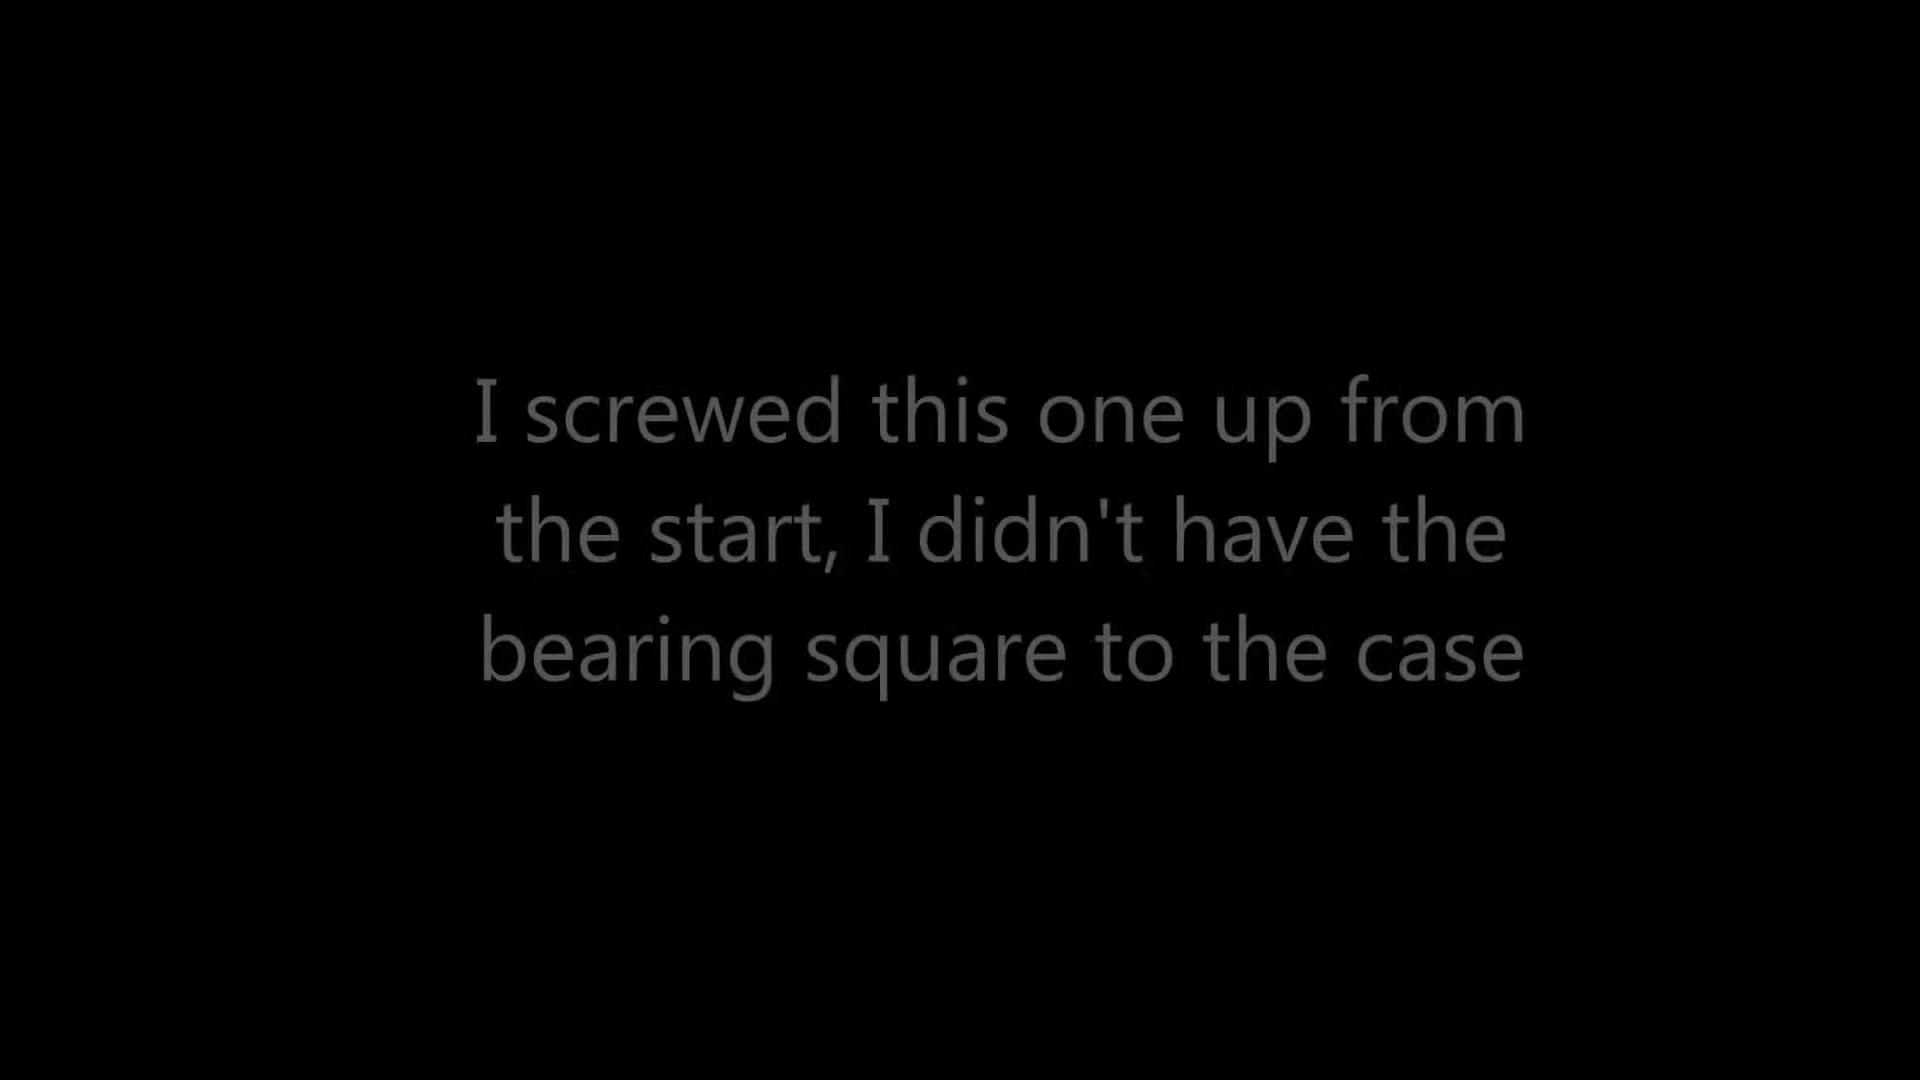 I screwed this one up from
the start, I didn't have the
bearing square to the case